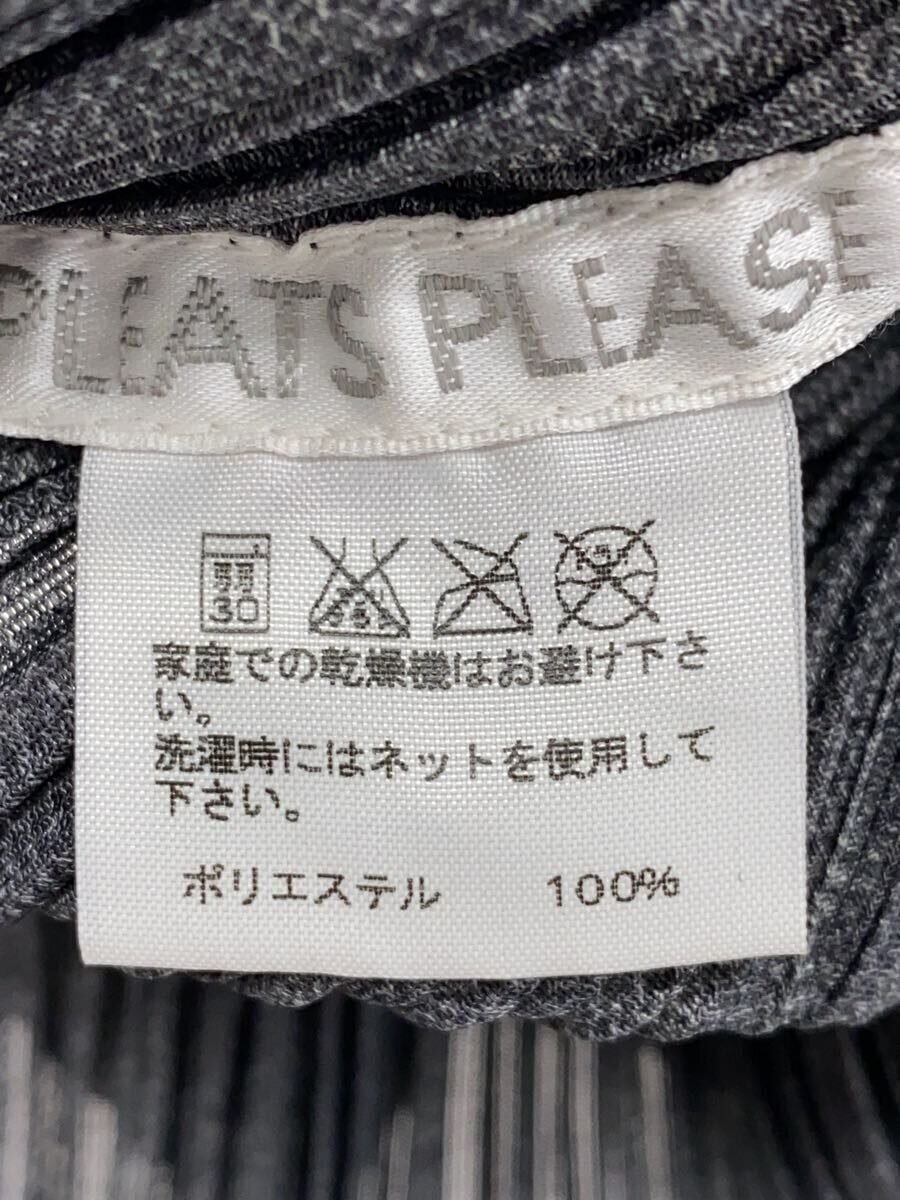 PLEATS PLEASE
弱
30
家庭での乾燥機はお避け下さ
い。
洗濯時にはネットを使用して
下さい。
ポリエステル 100%